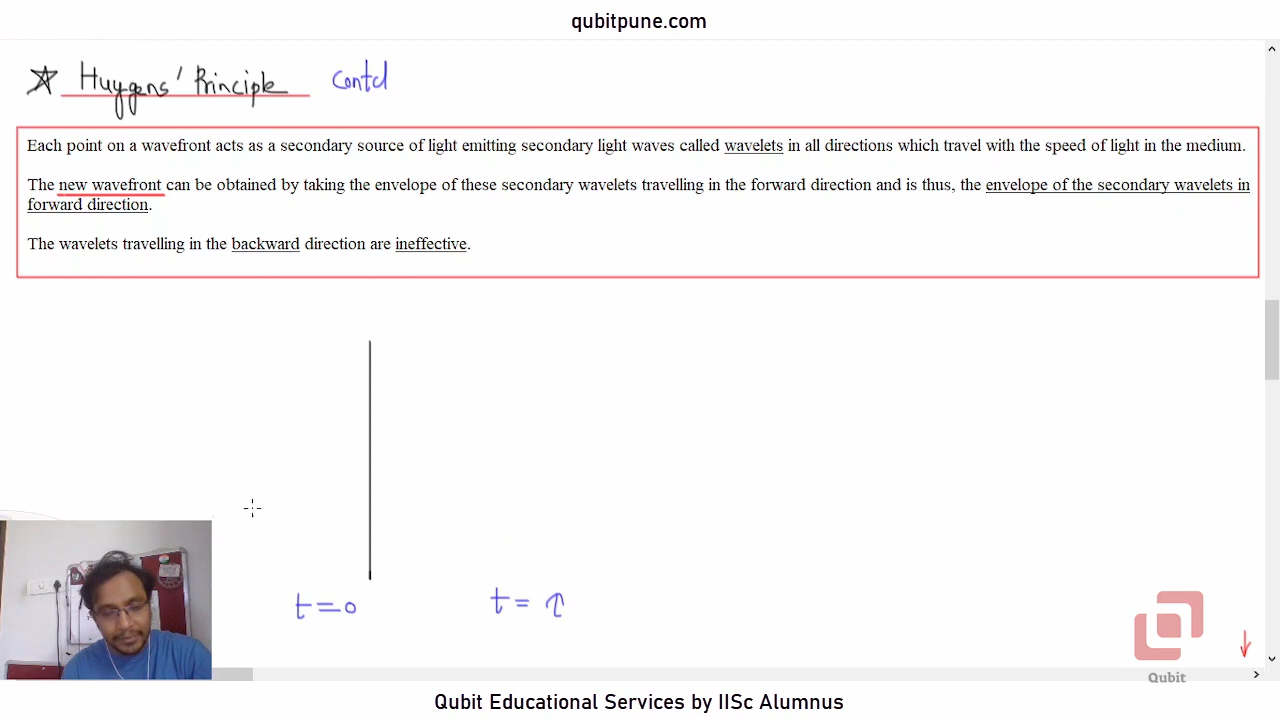 qubitpune.com
Huygens' Principle contd
Each point on a wavefront acts as a secondary source of light emitting secondary light waves called wavelets in all directions which travel with the speed of light in the medium.
The new wavefront can be obtained by taking the envelope of these secondary wavelets travelling in the forward direction and is thus, the envelope of the secondary wavelets in
forward direction.
The wavelets travelling in the backward direction are ineffective.
t=0 t= τ
Qubit
Qubit Educational Services by IISc Alumnus